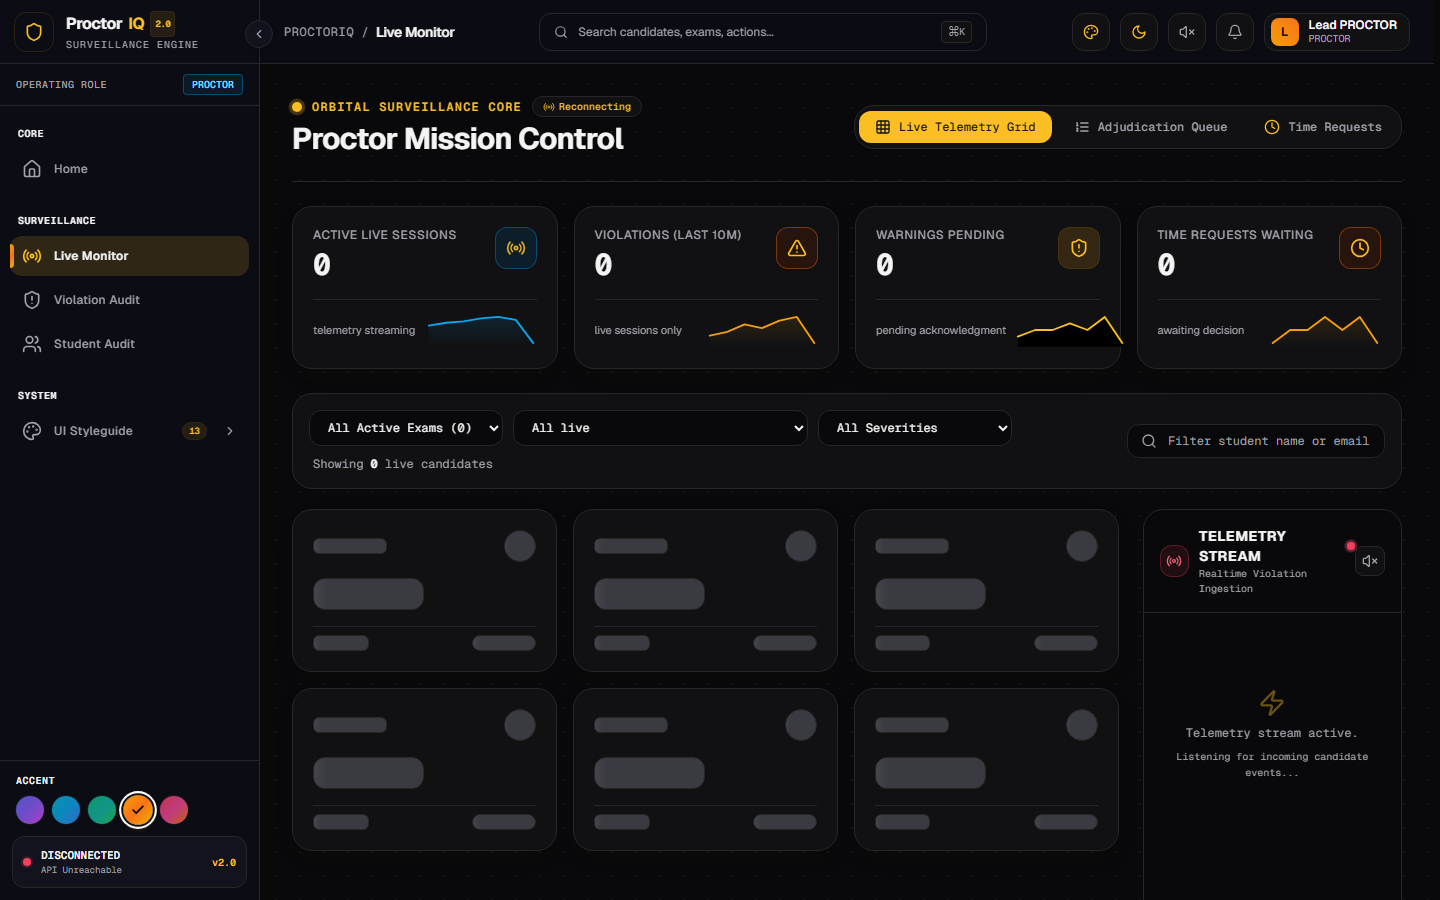 Proctor IQ 2.0
SURVEILLANCE ENGINE
OPERATING ROLE PROCTOR
CORE
Home
SURVEILLANCE
Live Monitor
Violation Audit
Student Audit
SYSTEM
UI Styleguide 13
ACCENT
DISCONNECTED
API Unreachable
v2.0
PROCTORIQ / Live Monitor
Search candidates, exams, actions...
⌘K
L
Lead PROCTOR
PROCTOR
ORBITAL SURVEILLANCE CORE
Reconnecting
Proctor Mission Control
Live Telemetry Grid
Adjudication Queue
Time Requests
ACTIVE LIVE SESSIONS
0
telemetry streaming
VIOLATIONS (LAST 10M)
0
live sessions only
WARNINGS PENDING
0
pending acknowledgment
TIME REQUESTS WAITING
0
awaiting decision
All Active Exams (0)
All live
All Severities
Filter student name or email
Showing 0 live candidates
TELEMETRY
STREAM
Realtime Violation
Ingestion
Telemetry stream active.
Listening for incoming candidate
events...